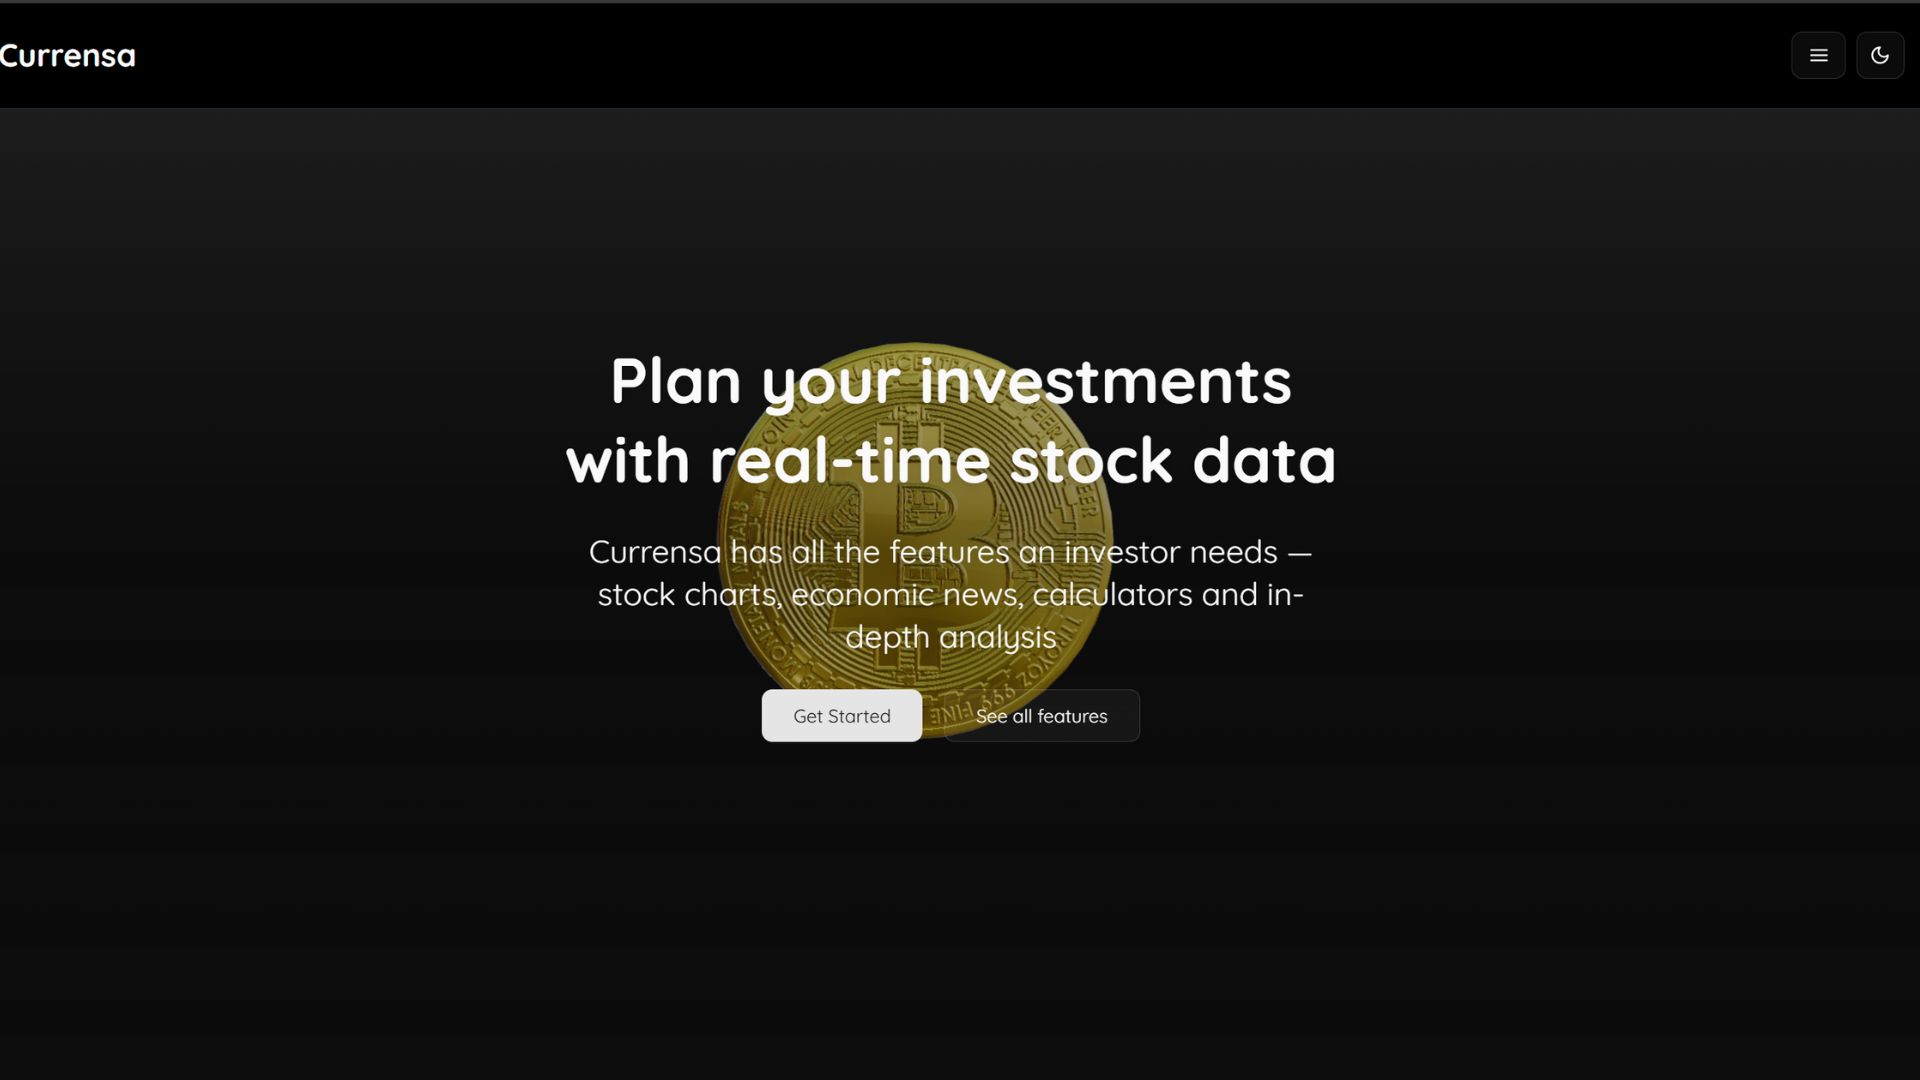 Currensa
Plan your investments
with real-time stock data
Currensa has all the features an investor needs —
stock charts, economic news, calculators and in-
depth analysis
Get Started
See all features